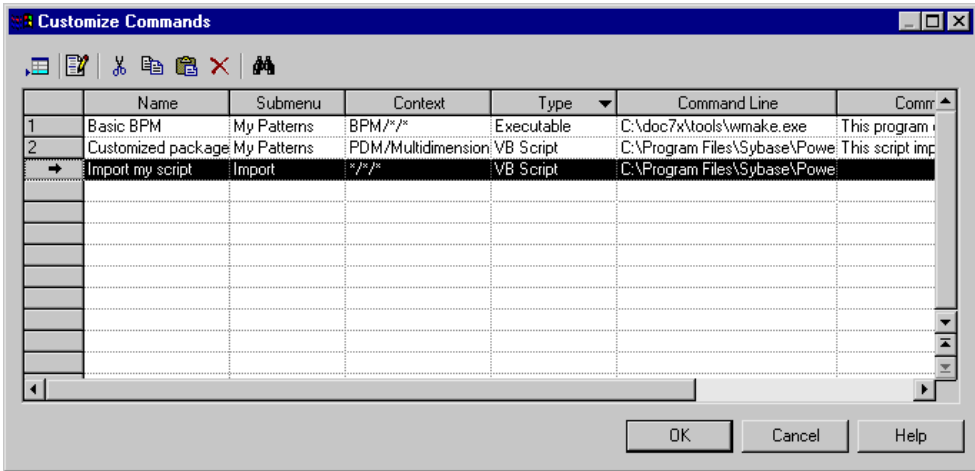 Customize Commands
Name Submenu Context Type Command Line Comm
1 Basic BPM My Patterns BPM/*/* Executable C:\doc7x\tools\wmake.exe This program
2 Customized package My Patterns PDM/Multidimension VB Script C:\Program Files\Sybase\Powe This script imp
Import my script Import */*/* VB Script C:\Program Files\Sybase\Powe
OK Cancel Help